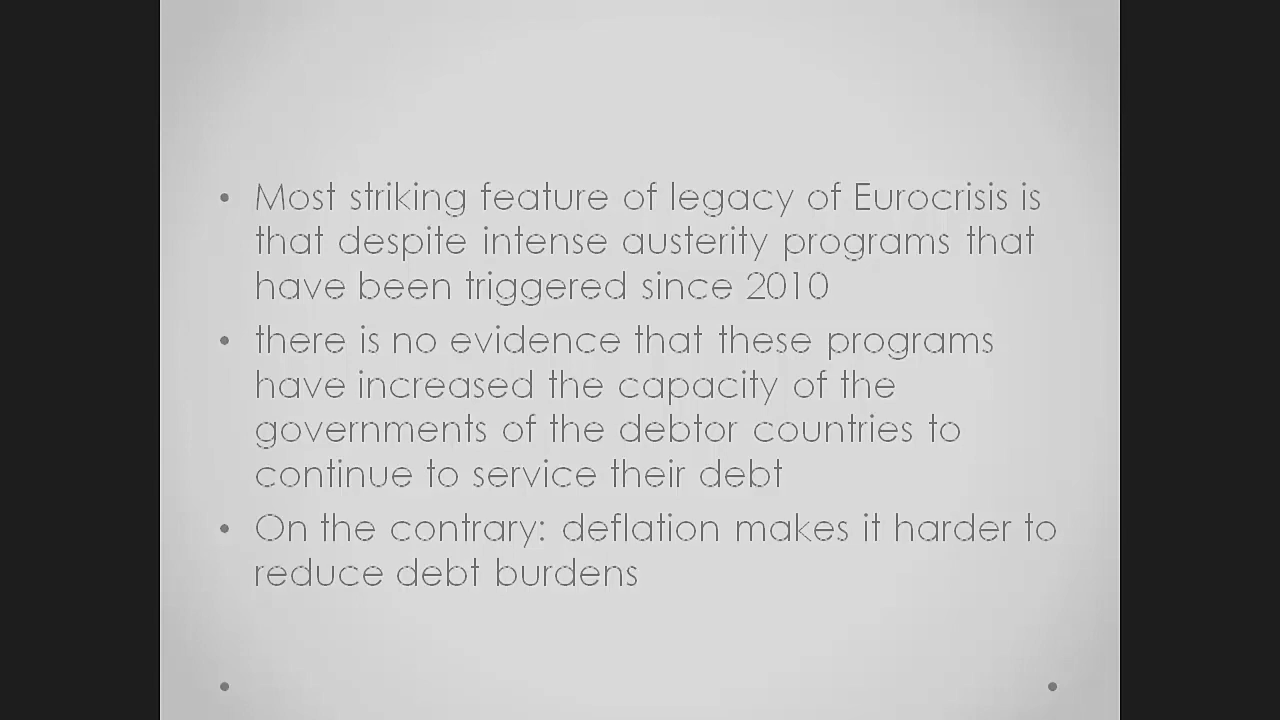 • Most striking feature of legacy of Eurocrisis is
that despite intense austerity programs that
have been triggered since 2010
• there is no evidence that these programs
have increased the capacity of the
governments of the debtor countries to
continue to service their debt
• On the contrary: deflation makes it harder to
reduce debt burdens